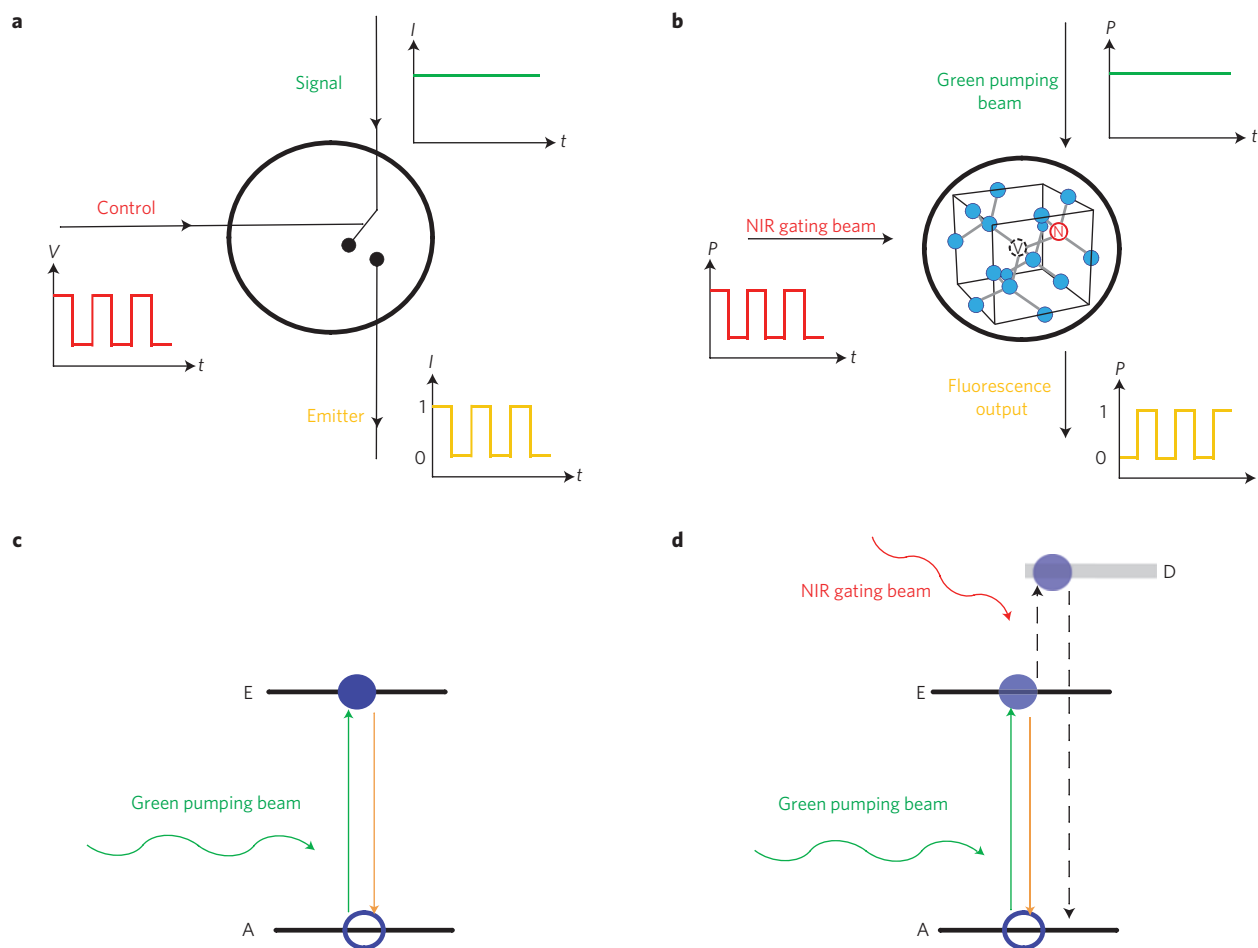 a
I
Signal
t
Control
V
t
I
Emitter
1
0
t
b
P
Green pumping
beam
t
NIR gating beam
P
t
V
N
Fluorescence
output
P
1
0
c
E
Green pumping beam
A
d
NIR gating beam
D
E
Green pumping beam
A